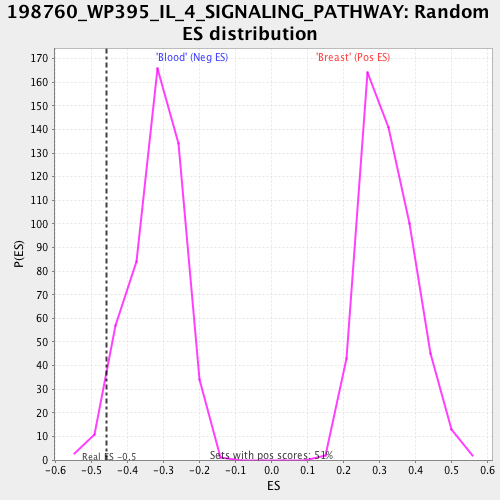 198760_WP395_IL_4_SIGNALING_PATHWAY: Random
ES distribution
'Blood' (Neg ES)
'Breast' (Pos ES)
P(ES)
170
160
150
140
130
120
110
100
90
80
70
60
50
40
30
20
10
0
Real ES -0.5
Sets with pos scores: 51%
-0.6 -0.5 -0.4 -0.3 -0.2 -0.1 0.0 0.1 0.2 0.3 0.4 0.5 0.6
ES